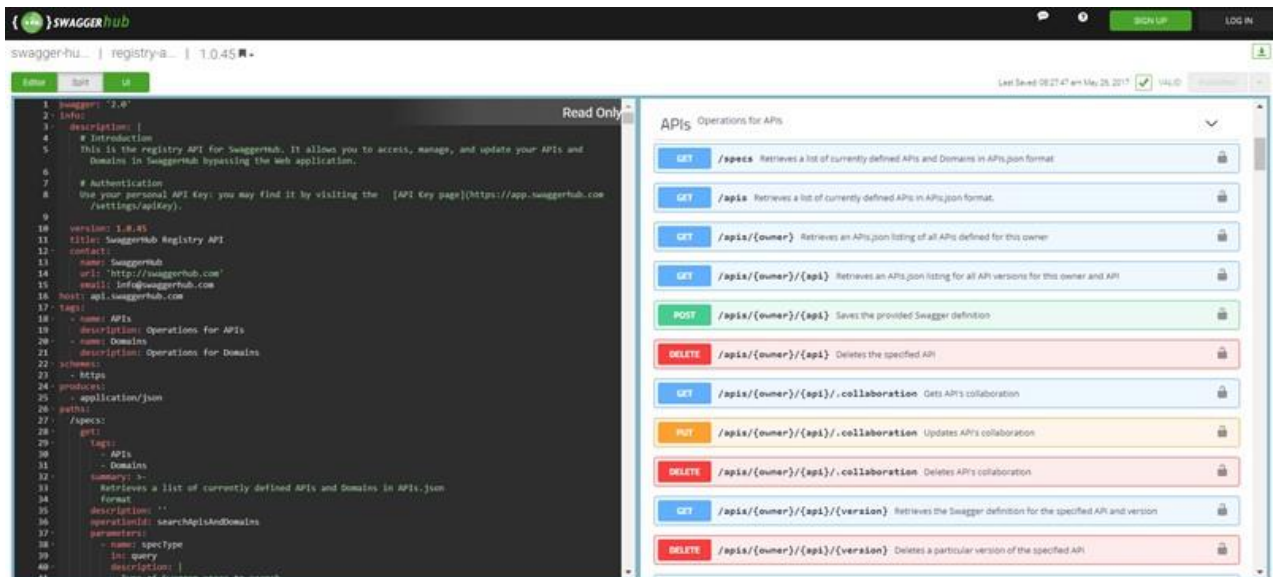 { ... } SWAGGERhub
SIGN UP
LOG IN
swagger-hu... | registry-a... | 1.0.45
Editor
Split
UI
Last Saved: 08:27:47 am May 26, 2017
VALID
Read Only
1 swagger: '2.0'
2 info:
3 description: |
4 # Introduction
5 This is the registry API for SwaggerHub. It allows you to access, manage, and update your APIs and
Domains in SwaggerHub bypassing the Web application.
6
7 # Authentication
8 Use your personal API Key: you may find it by visiting the [API Key page](https://app.swaggerhub.com
/settings/apiKey).
9
10 version: 1.0.45
11 title: SwaggerHub Registry API
12 contact:
13 name: SwaggerHub
14 url: 'http://swaggerhub.com'
15 email: info@swaggerhub.com
16 host: api.swaggerhub.com
17 tags:
18 - name: APIs
19 description: Operations for APIs
20 - name: Domains
21 description: Operations for Domains
22 schemes:
23 - https
24 produces:
25 - application/json
26 paths:
27 /specs:
28 get:
29 tags:
30 - APIs
31 - Domains
32 summary: >-
33 Retrieves a list of currently defined APIs and Domains in APIs.json
34 format
35 description: ''
36 operationId: searchApisAndDomains
37 parameters:
38 - name: specType
39 in: query
40 description: |
APIs Operations for APIs
GET /specs Retrieves a list of currently defined APIs and Domains in APIs.json format
GET /apis Retrieves a list of currently defined APIs in APIs.json format.
GET /apis/{owner} Retrieves an APIs.json listing of all APIs defined for this owner
GET /apis/{owner}/{api} Retrieves an APIs.json listing for all API versions for this owner and API
POST /apis/{owner}/{api} Saves the provided Swagger definition
DELETE /apis/{owner}/{api} Deletes the specified API
GET /apis/{owner}/{api}/.collaboration Gets API's collaboration
PUT /apis/{owner}/{api}/.collaboration Updates API's collaboration
DELETE /apis/{owner}/{api}/.collaboration Deletes API's collaboration
GET /apis/{owner}/{api}/{version} Retrieves the Swagger definition for the specified API and version
DELETE /apis/{owner}/{api}/{version} Deletes a particular version of the specified API